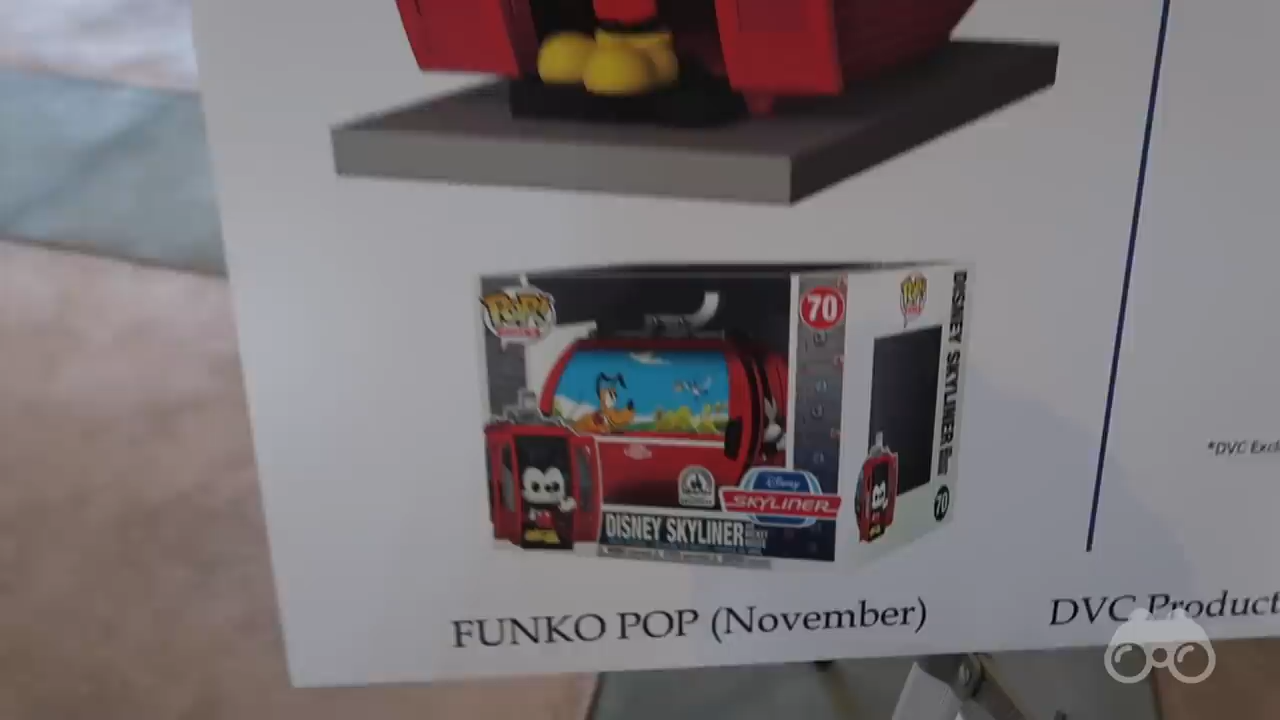 POP!
70
POP!
DISNEY SKYLINER
Disney
SKYLINER
DISNEY SKYLINER
70
*DVC Excl
FUNKO POP (November)
DVC Product